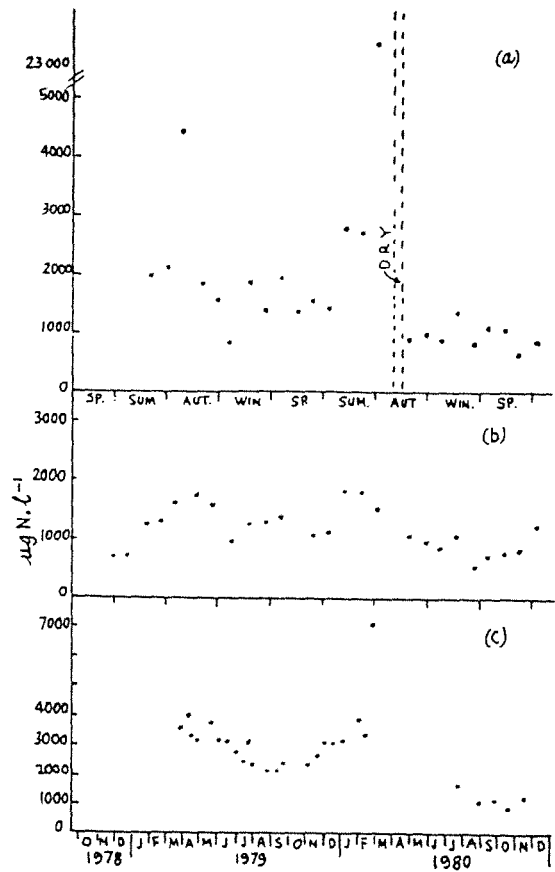 (a)
23 000
5000
4000
3000
2000
1000
0
DRY
SP. SUM AUT. WIN SP. SUM. AUT WIN. SP.
(b)
3000
2000
1000
0
µg N. l⁻¹
(c)
7000
4000
3000
2000
1000
0
O N D J F M A M J J A S O N D J F M A M J J A S O N D
1978 1979 1980